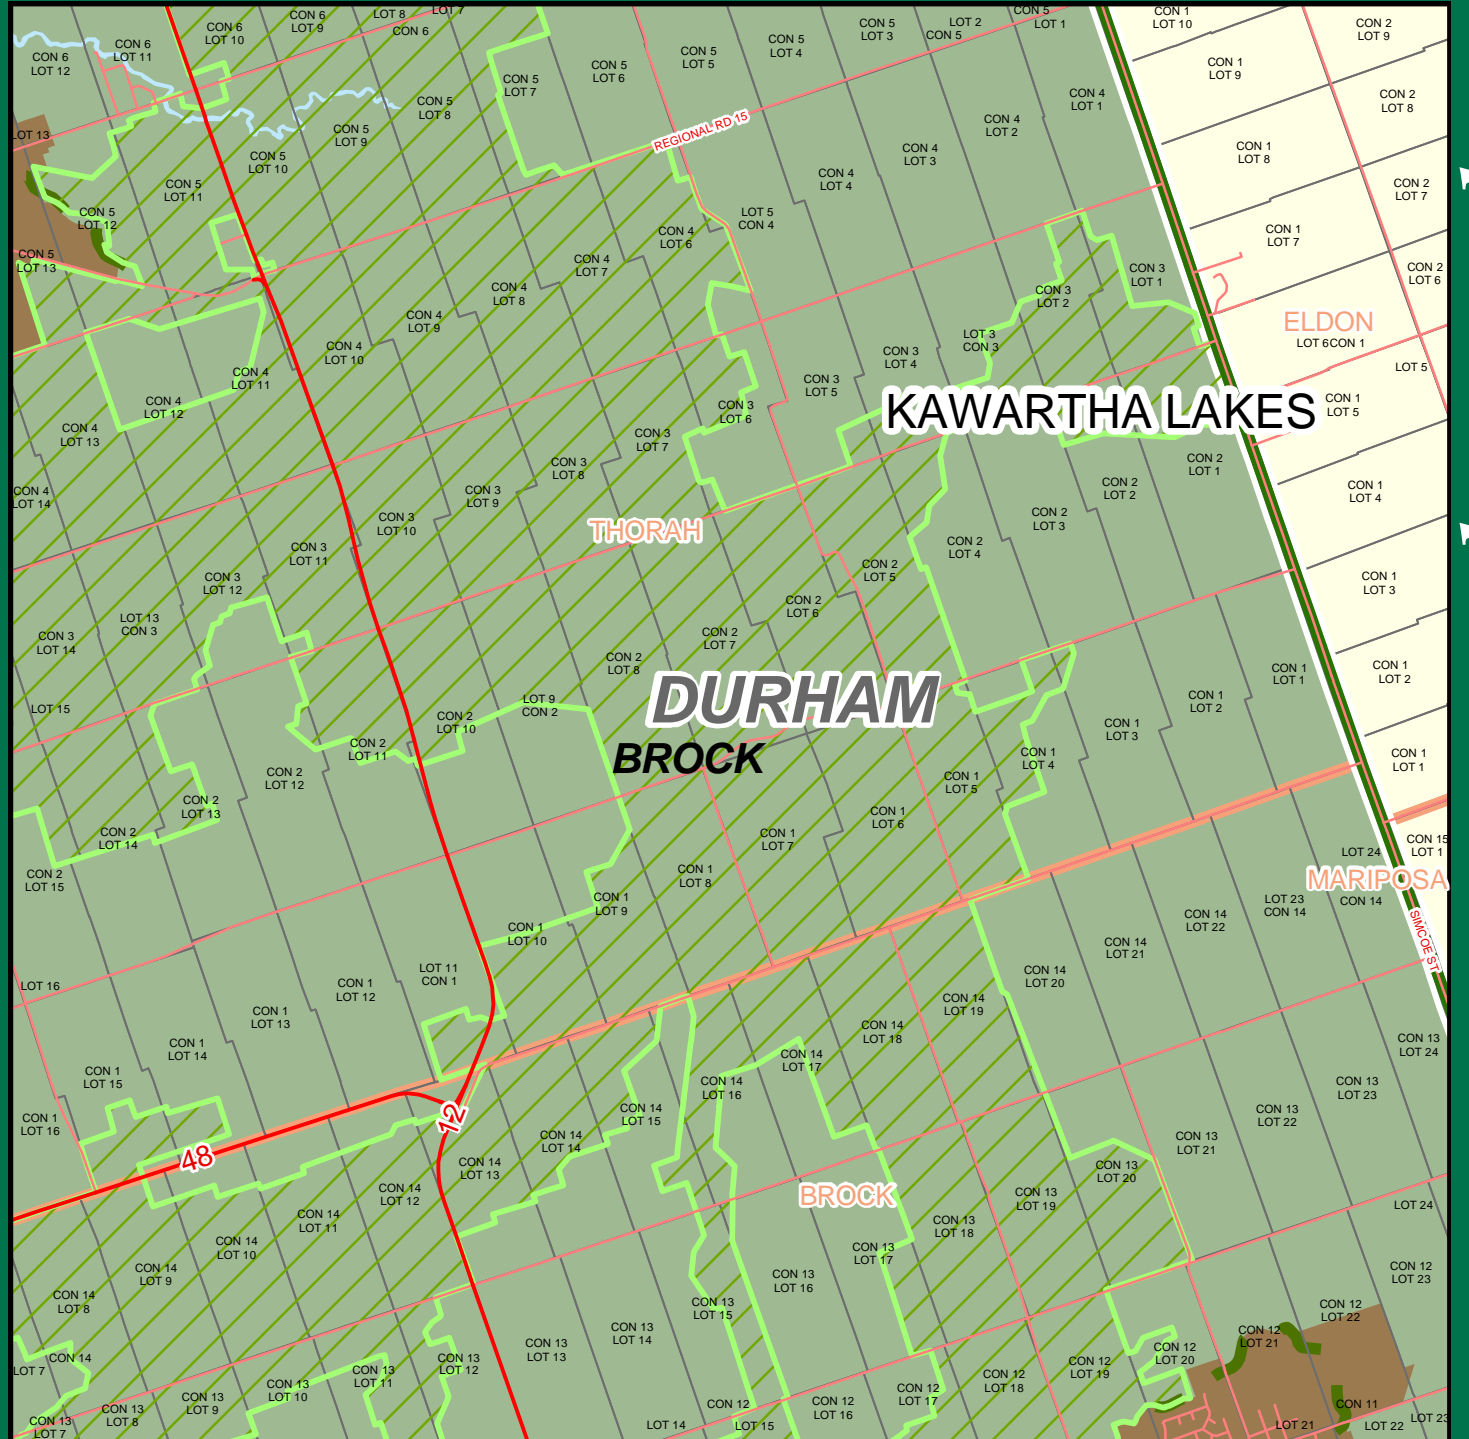 CON 6
LOT 12
CON 6
LOT 11
CON 6
LOT 10
CON 6
LOT 9
LOT 8
CON 6
LOT 7
CON 5
LOT 7
CON 5
LOT 6
CON 5
LOT 5
CON 5
LOT 4
CON 5
LOT 3
LOT 2
CON 5
CON 5
LOT 1
CON 1
LOT 10
CON 2
LOT 9
CON 1
LOT 9
CON 2
LOT 8
CON 1
LOT 8
CON 2
LOT 7
CON 1
LOT 7
CON 2
LOT 6
LOT 13
CON 5
LOT 8
CON 5
LOT 9
CON 5
LOT 10
CON 5
LOT 11
CON 5
LOT 12
CON 5
LOT 13
REGIONAL RD 15
CON 4
LOT 1
CON 4
LOT 2
CON 4
LOT 3
CON 4
LOT 4
LOT 5
CON 4
CON 4
LOT 6
CON 4
LOT 7
CON 4
LOT 8
CON 4
LOT 9
CON 4
LOT 10
CON 4
LOT 11
CON 4
LOT 12
CON 4
LOT 13
CON 4
LOT 14
CON 3
LOT 1
CON 3
LOT 2
LOT 3
CON 3
CON 3
LOT 4
CON 3
LOT 5
CON 3
LOT 6
CON 3
LOT 7
CON 3
LOT 8
CON 3
LOT 9
CON 3
LOT 10
CON 3
LOT 11
CON 3
LOT 12
LOT 13
CON 3
CON 3
LOT 14
LOT 15
ELDON
LOT 6CON 1
LOT 5
CON 1
LOT 5
KAWARTHA LAKES
CON 1
LOT 4
CON 1
LOT 3
CON 1
LOT 2
CON 1
LOT 1
THORAH
CON 2
LOT 1
CON 2
LOT 2
CON 2
LOT 3
CON 2
LOT 4
CON 2
LOT 5
CON 2
LOT 6
CON 2
LOT 7
CON 2
LOT 8
LOT 9
CON 2
CON 2
LOT 10
CON 2
LOT 11
CON 2
LOT 12
CON 2
LOT 13
CON 2
LOT 14
CON 2
LOT 15
LOT 16
DURHAM
BROCK
CON 1
LOT 1
CON 1
LOT 2
CON 1
LOT 3
CON 1
LOT 4
CON 1
LOT 5
CON 1
LOT 6
CON 1
LOT 7
CON 1
LOT 8
CON 1
LOT 9
CON 1
LOT 10
LOT 11
CON 1
CON 1
LOT 12
CON 1
LOT 13
CON 1
LOT 14
CON 1
LOT 15
CON 1
LOT 16
CON 15
LOT 1
MARIPOSA
LOT 24
CON 14
SIMCOE ST
LOT 23
CON 14
CON 14
LOT 22
CON 14
LOT 21
CON 14
LOT 20
CON 14
LOT 19
CON 14
LOT 18
CON 14
LOT 17
CON 14
LOT 16
CON 14
LOT 15
CON 14
LOT 14
CON 14
LOT 13
CON 14
LOT 12
CON 14
LOT 11
CON 14
LOT 10
CON 14
LOT 9
CON 14
LOT 8
CON 14
LOT 7
48
12
BROCK
CON 13
LOT 24
CON 13
LOT 23
CON 13
LOT 22
CON 13
LOT 21
CON 13
LOT 20
CON 13
LOT 19
CON 13
LOT 18
CON 13
LOT 17
CON 13
LOT 16
CON 13
LOT 15
CON 13
LOT 14
CON 13
LOT 13
CON 13
LOT 12
CON 13
LOT 11
CON 13
LOT 10
CON 13
LOT 9
CON 13
LOT 8
CON 13
LOT 7
LOT 24
CON 12
LOT 23
CON 12
LOT 22
CON 12
LOT 21
CON 12
LOT 20
CON 12
LOT 19
CON 12
LOT 18
CON 12
LOT 17
CON 12
LOT 16
CON 12
LOT 15
LOT 14
CON 11
LOT 21
LOT 22
LOT 23